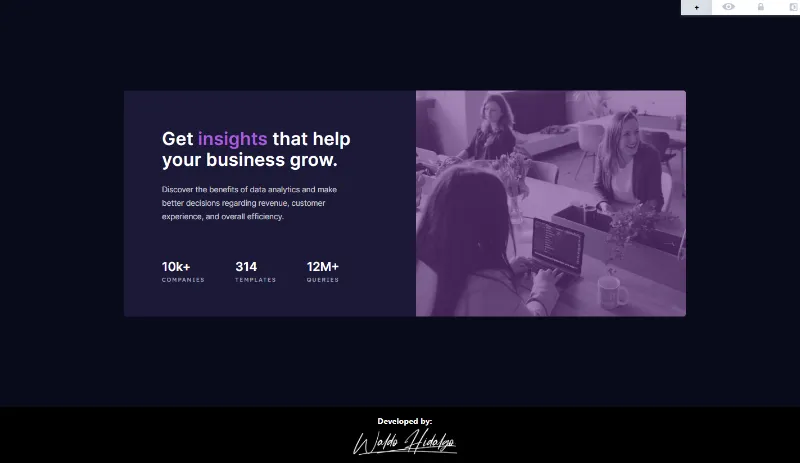 +
Get insights that help
your business grow.
Discover the benefits of data analytics and make
better decisions regarding revenue, customer
experience, and overall efficiency.
10k+ 314 12M+
COMPANIES TEMPLATES QUERIES
Developed by:
Waldo Hidalgo